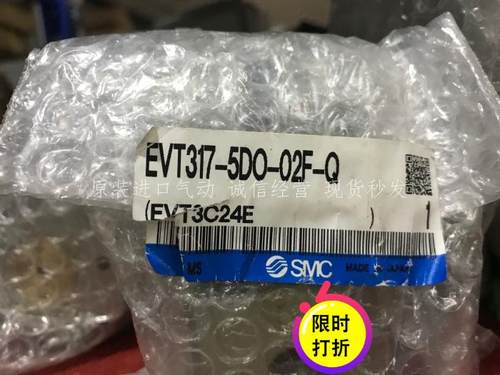 EVT317-5DO-02F-Q
原装进口气动 诚信经营 现货秒发
(EVT3C24E ) 1
M5 SMC MADE IN JAPAN
限时
打折